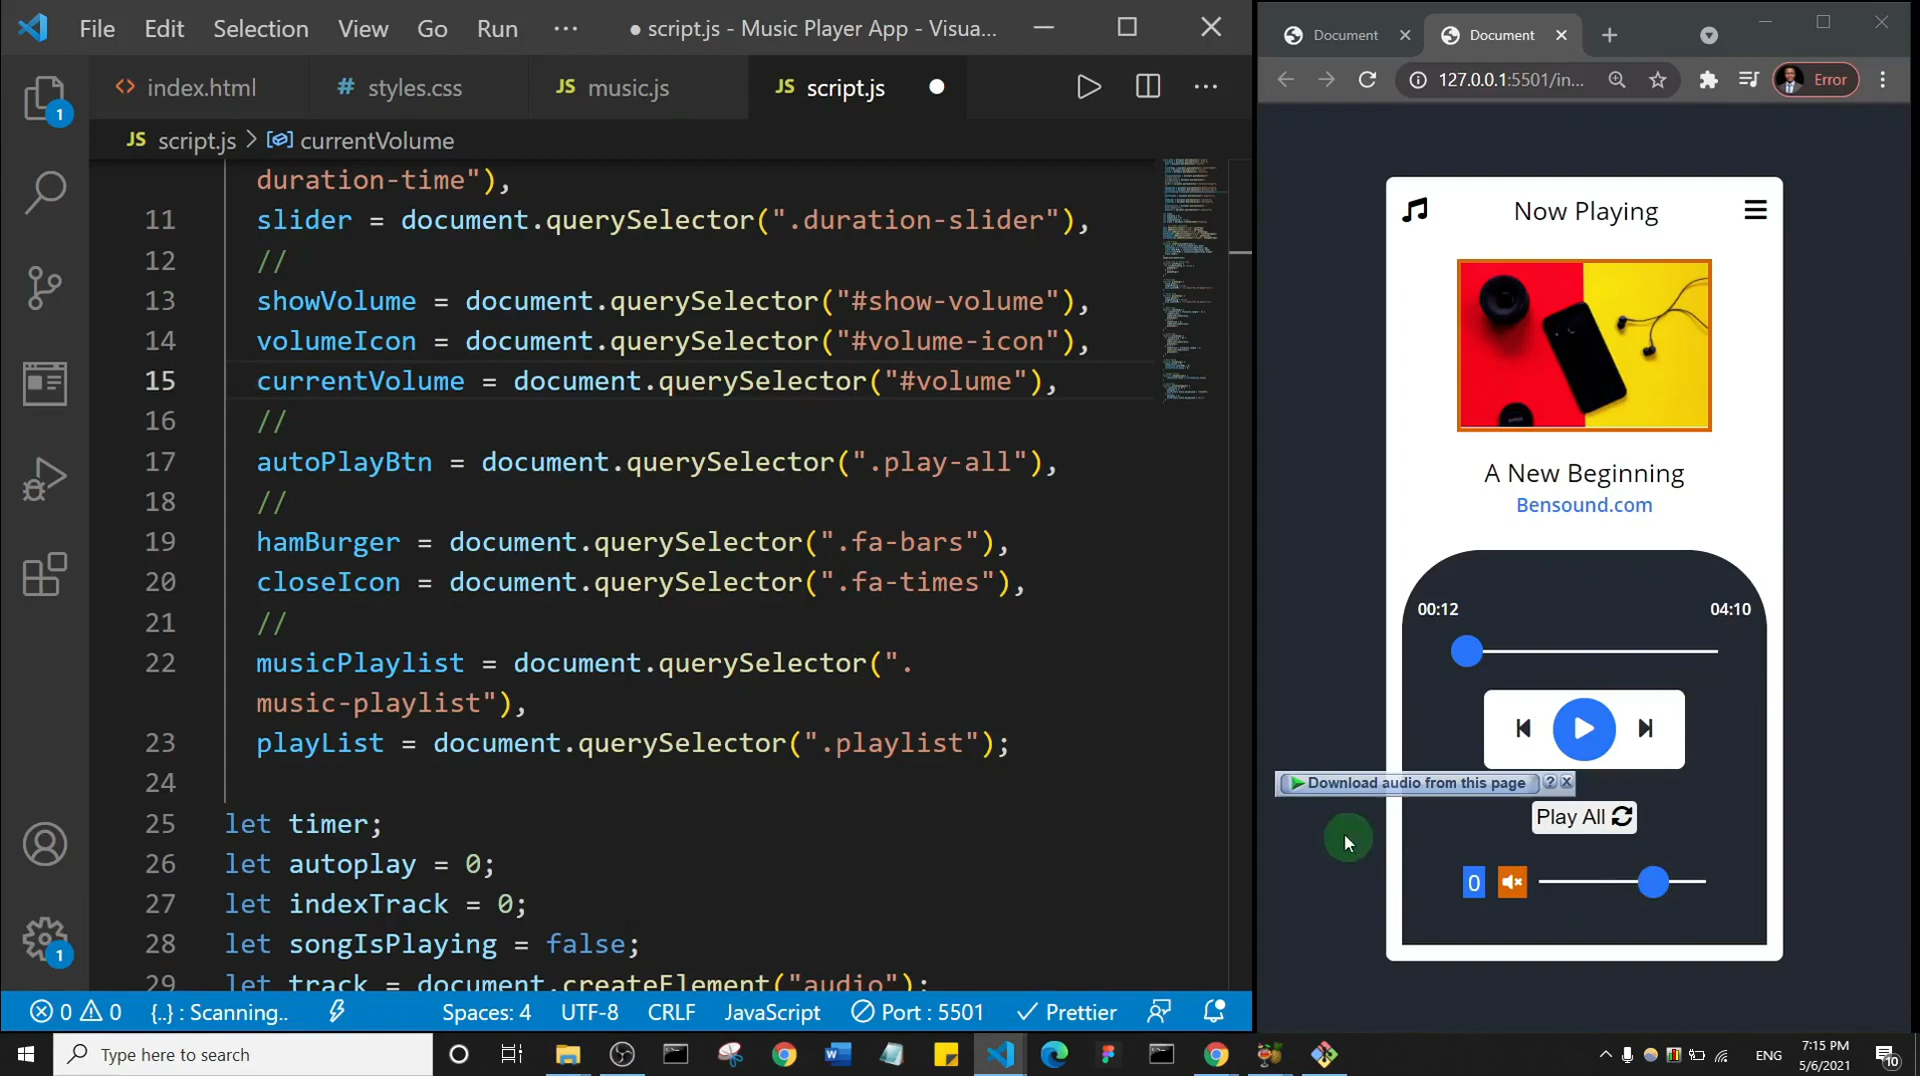 File Edit Selection View Go Run ··· ● script.js - Music Player App - Visua...
index.html styles.css music.js script.js
script.js > currentVolume
duration-time"),
11 slider = document.querySelector(".duration-slider"),
12 //
13 showVolume = document.querySelector("#show-volume"),
14 volumeIcon = document.querySelector("#volume-icon"),
15 currentVolume = document.querySelector("#volume"),
16 //
17 autoPlayBtn = document.querySelector(".play-all"),
18 //
19 hamBurger = document.querySelector(".fa-bars"),
20 closeIcon = document.querySelector(".fa-times"),
21 //
22 musicPlaylist = document.querySelector(".
music-playlist"),
23 playList = document.querySelector(".playlist");
24
25 let timer;
26 let autoplay = 0;
27 let indexTrack = 0;
28 let songIsPlaying = false;
29 let track = document.createElement("audio");
0 0 {..} : Scanning.. Spaces: 4 UTF-8 CRLF JavaScript Port : 5501 Prettier
1
1
Document Document
127.0.0.1:5501/in... Error
Now Playing
A New Beginning
Bensound.com
00:12 04:10
Download audio from this page ? x
Play All
0
Type here to search
ENG 7:15 PM
5/6/2021
10